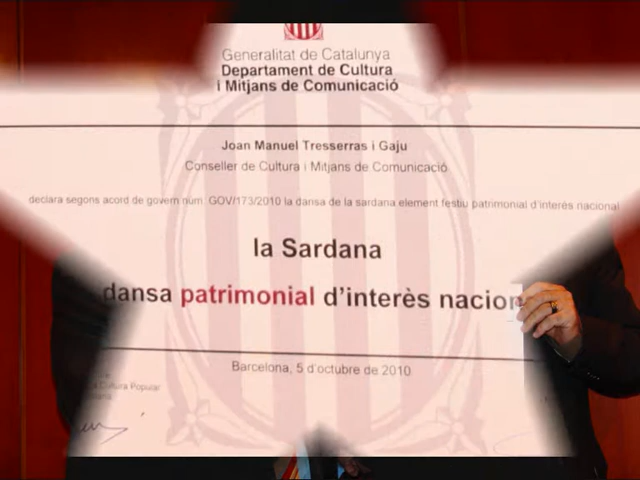 Generalitat de Catalunya
Departament de Cultura
i Mitjans de Comunicació
Joan Manuel Tresserras i Gaju
Conseller de Cultura i Mitjans de Comunicació
declara segons acord de govern núm. GOV/173/2010 la dansa de la sardana element festiu patrimonial d'interès nacional
la Sardana
dansa patrimonial d'interès nacion
Barcelona, 5 d'octubre de 2010
Cultura Popular